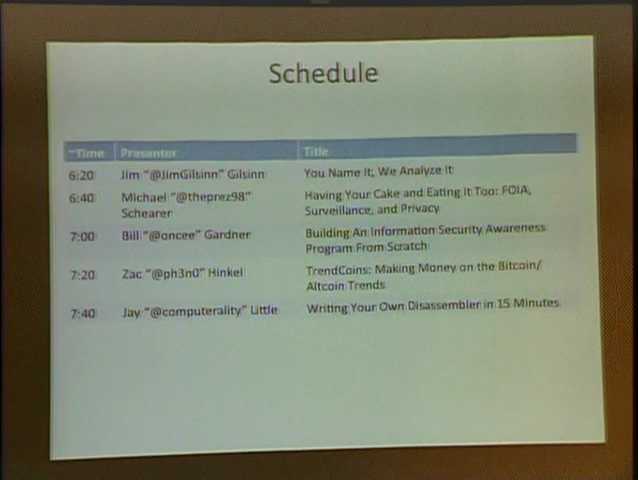 Schedule
~Time Presenter Title
6:20 Jim "@JimGilsinn" Gilsinn You Name It, We Analyze It
6:40 Michael "@theprez98" Having Your Cake and Eating It Too: FOIA,
Schearer Surveillance, and Privacy
7:00 Bill "@oncee" Gardner Building An Information Security Awareness
Program From Scratch
7:20 Zac "@ph3n0" Hinkel TrendCoins: Making Money on the Bitcoin/
Altcoin Trends
7:40 Jay "@computerality" Little Writing Your Own Disassembler in 15 Minutes